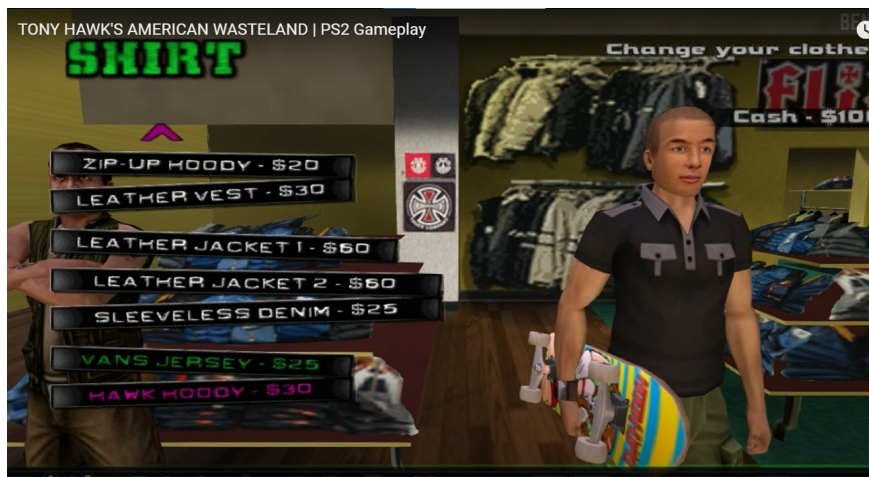 TONY HAWK'S AMERICAN WASTELAND | PS2 Gameplay
SHIRT
Change your clothe
Cash - $10
ZIP-UP HOODY - $20
LEATHER VEST - $30
LEATHER JACKET 1 - $60
LEATHER JACKET 2 - $60
SLEEVELESS DENIM - $25
VANS JERSEY - $25
HAWK HOODY - $30